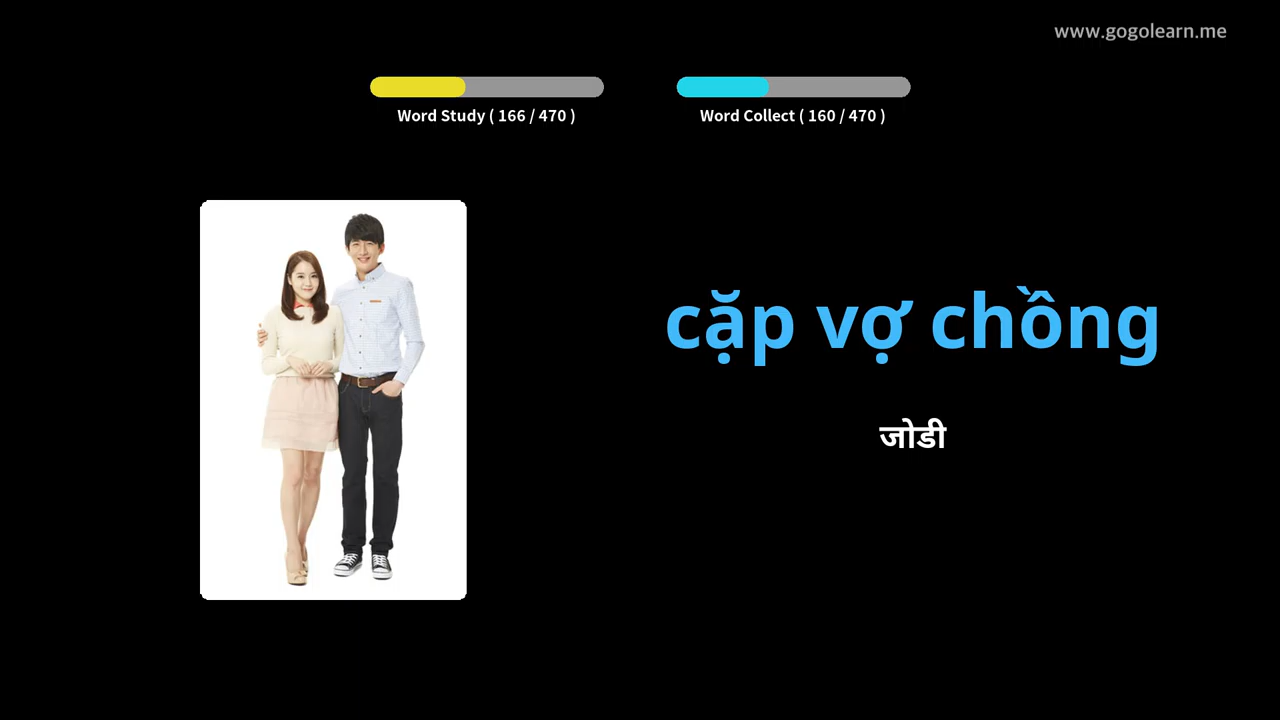 www.gogolearn.me
Word Study ( 166 / 470 )
Word Collect ( 160 / 470 )
cặp vợ chồng
जोडी